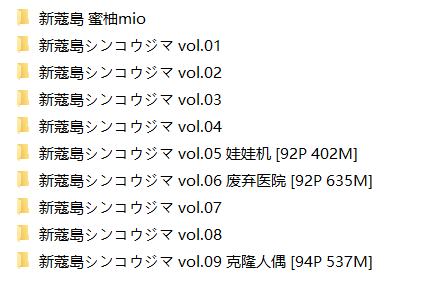 新蔻島 蜜柚mio
新蔻島シンコウジマ vol.01
新蔻島シンコウジマ vol.02
新蔻島シンコウジマ vol.03
新蔻島シンコウジマ vol.04
新蔻島シンコウジマ vol.05 娃娃机 [92P 402M]
新蔻島シンコウジマ vol.06 废弃医院 [92P 635M]
新蔻島シンコウジマ vol.07
新蔻島シンコウジマ vol.08
新蔻島シンコウジマ vol.09 克隆人偶 [94P 537M]